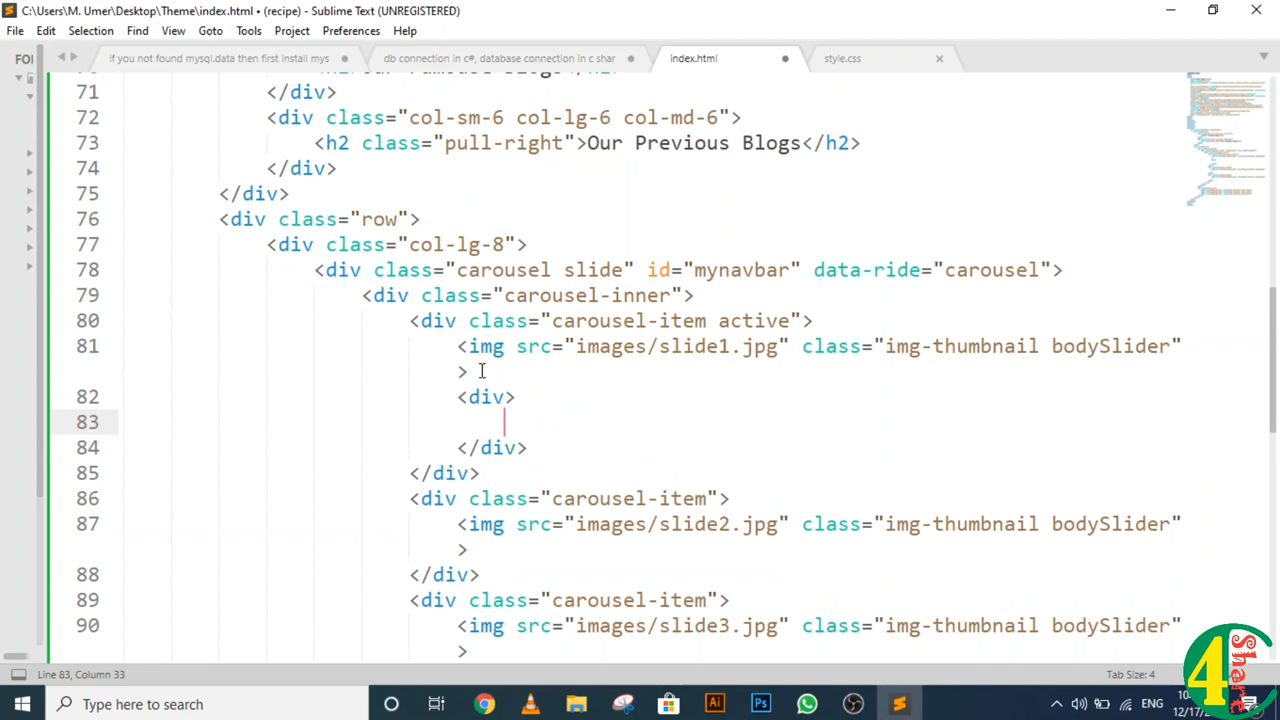 C:\Users\M. Umer\Desktop\Theme\index.html • (recipe) - Sublime Text (UNREGISTERED)
File Edit Selection View Goto Tools Project Preferences Help
if you not found mysql.data then first install mys
db connection in c#, database connection in c shar
index.html
style.css
71 </div>
72 <div class="col-sm-6 col-lg-6 col-md-6">
73 <h2 class="pull-right">Our Previous Blogs</h2>
74 </div>
75 </div>
76 <div class="row">
77 <div class="col-lg-8">
78 <div class="carousel slide" id="mynavbar" data-ride="carousel">
79 <div class="carousel-inner">
80 <div class="carousel-item active">
81 <img src="images/slide1.jpg" class="img-thumbnail bodySlider"
>
82 <div>
83
84 </div>
85 </div>
86 <div class="carousel-item">
87 <img src="images/slide2.jpg" class="img-thumbnail bodySlider"
>
88 </div>
89 <div class="carousel-item">
90 <img src="images/slide3.jpg" class="img-thumbnail bodySlider"
>
Line 83, Column 33
Tab Size: 4
4C Share
Type here to search
ENG
12/17/